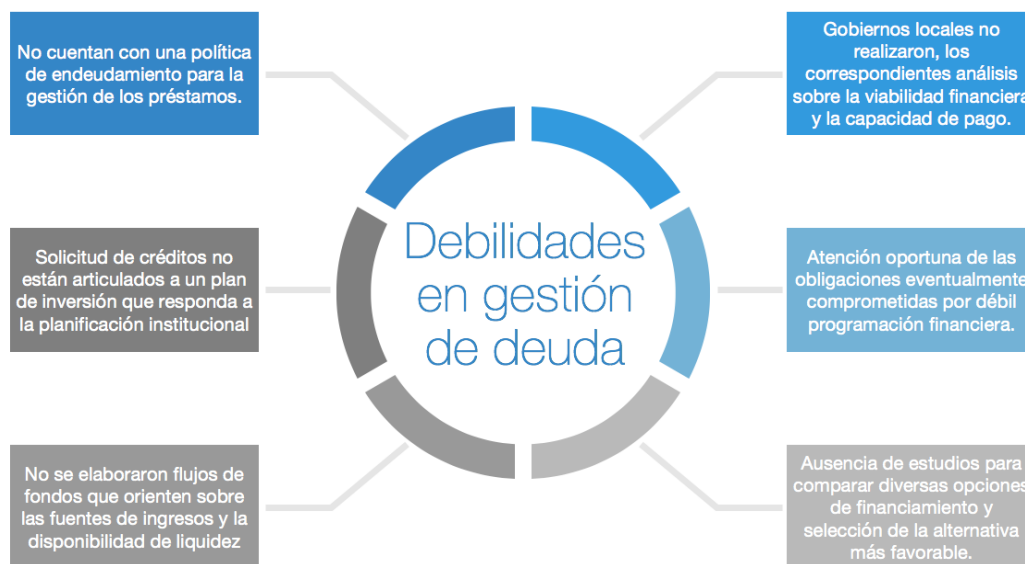 No cuentan con una política
de endeudamiento para la
gestión de los préstamos.
Gobiernos locales no
realizaron, los
correspondientes análisis
sobre la viabilidad financiera
y la capacidad de pago.
Debilidades
en gestión
de deuda
Solicitud de créditos no
están articulados a un plan
de inversión que responda a
la planificación institucional
Atención oportuna de las
obligaciones eventualmente
comprometidas por débil
programación financiera.
No se elaboraron flujos de
fondos que orienten sobre
las fuentes de ingresos y la
disponibilidad de liquidez
Ausencia de estudios para
comparar diversas opciones
de financiamiento y
selección de la alternativa
más favorable.